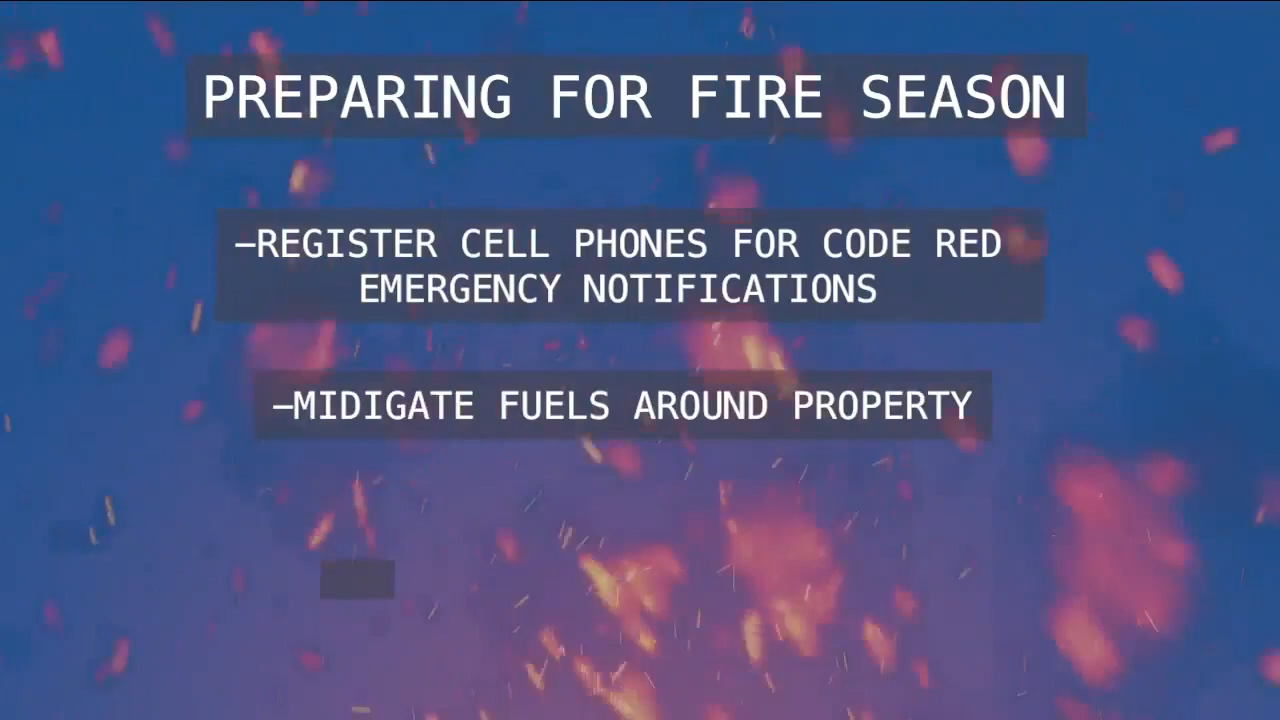 PREPARING FOR FIRE SEASON
–REGISTER CELL PHONES FOR CODE RED
EMERGENCY NOTIFICATIONS
–MIDIGATE FUELS AROUND PROPERTY